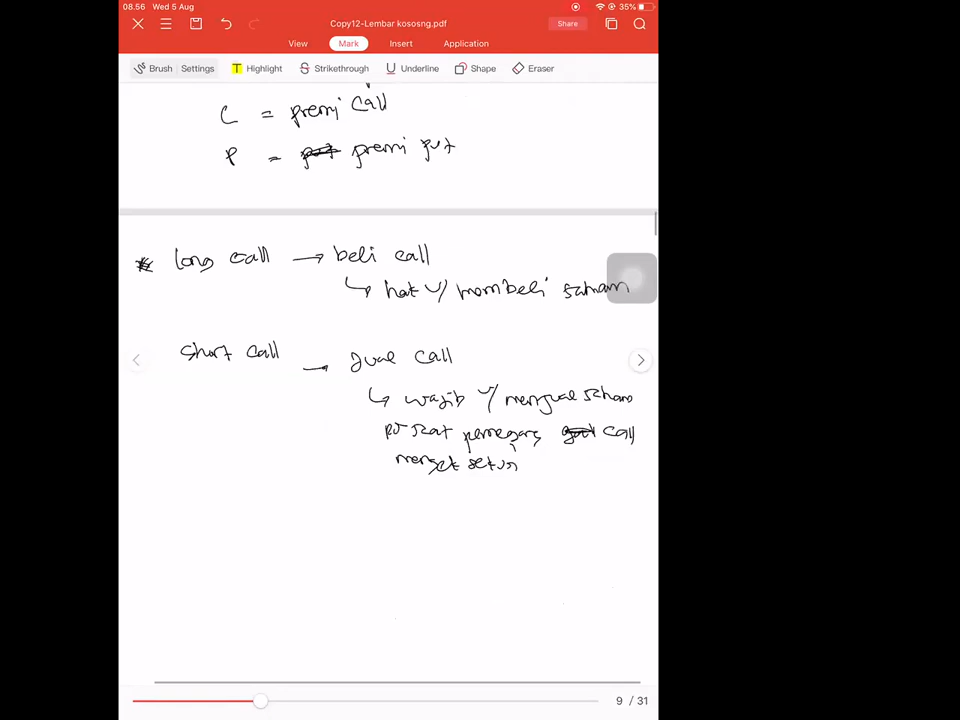 08.56 Wed 5 Aug 35%
Copy12-Lembar kososng.pdf
Share
View Mark Insert Application
Brush Settings T Highlight S Strikethrough U Underline Shape Eraser
C = premi call
P = premi put
* long call → beli call
↳ hak u/ membeli saham
short call → jual call
↳ wajib u/ menjual saham
pd saat pemegang call
9 / 31